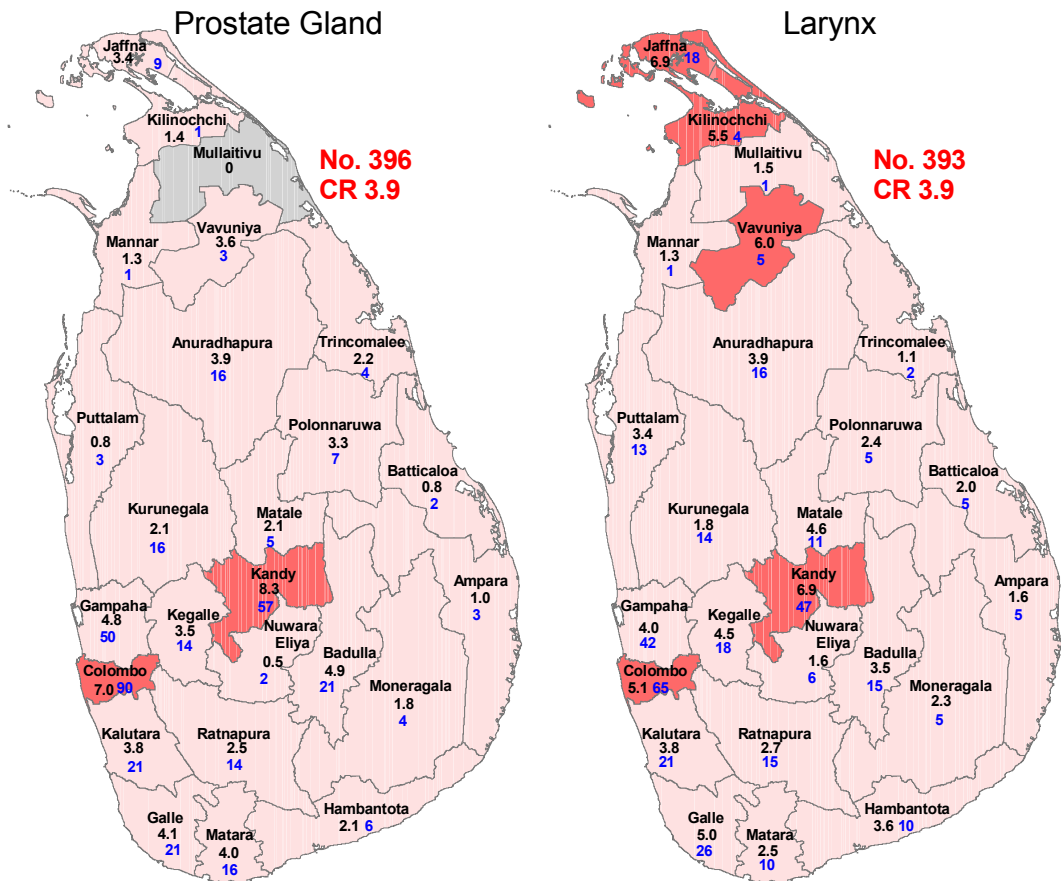 Prostate Gland
Jaffna
3.4
9
Kilinochchi
1
1.4
Mullaitivu
0
No. 396
CR 3.9
Vavuniya
3.6
3
Mannar
1.3
1
Anuradhapura
3.9
16
Trincomalee
2.2
4
Puttalam
0.8
3
Polonnaruwa
3.3
7
Batticaloa
0.8
2
Kurunegala
2.1
16
Matale
2.1
5
Kandy
8.3
57
Ampara
1.0
3
Gampaha
4.8
50
Kegalle
3.5
14
Nuwara
Eliya
0.5
2
Badulla
4.9
21
Colombo
7.0 90
Moneragala
1.8
4
Kalutara
3.8
21
Ratnapura
2.5
14
Hambantota
2.1 6
Galle
4.1
21
Matara
4.0
16
Larynx
Jaffna
6.9 18
Kilinochchi
5.5 4
Mullaitivu
1.5
1
No. 393
CR 3.9
Vavuniya
6.0
5
Mannar
1.3
1
Anuradhapura
3.9
16
Trincomalee
1.1
2
Puttalam
3.4
13
Polonnaruwa
2.4
5
Batticaloa
2.0
5
Kurunegala
1.8
14
Matale
4.6
11
Kandy
6.9
47
Ampara
1.6
5
Gampaha
4.0
42
Kegalle
4.5
18
Nuwara
Eliya
1.6
6
Badulla
3.5
15
Colombo
5.1 65
Moneragala
2.3
5
Kalutara
3.8
21
Ratnapura
2.7
15
Hambantota
3.6 10
Galle
5.0
26
Matara
2.5
10